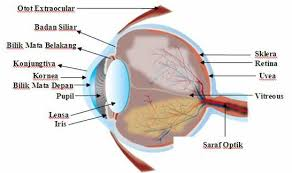 Otot Extraocular
Badan Siliar
Bilik Mata Belakang
Konjungtiva
Kornea
Bilik Mata Depan
Pupil
Lensa
Iris
Sklera
Retina
Uvea
Vitreous
Saraf Optik